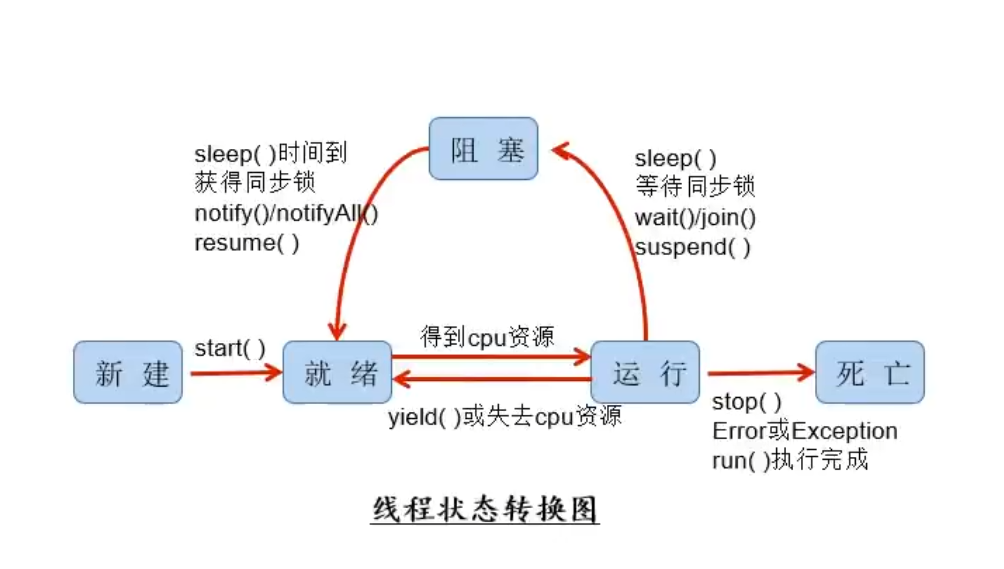 阻 塞
sleep( )时间到
获得同步锁
notify()/notifyAll()
resume( )
sleep( )
等待同步锁
wait()/join()
suspend( )
新 建
start( )
就 绪
得到cpu资源
yield( )或失去cpu资源
运 行
死 亡
stop( )
Error或Exception
run( )执行完成
线程状态转换图